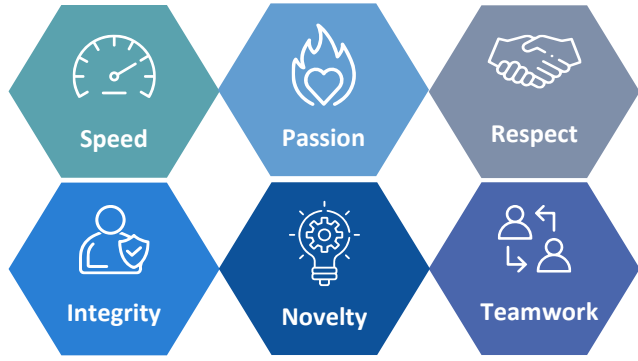 Speed
Passion
Respect
Integrity
Novelty
Teamwork